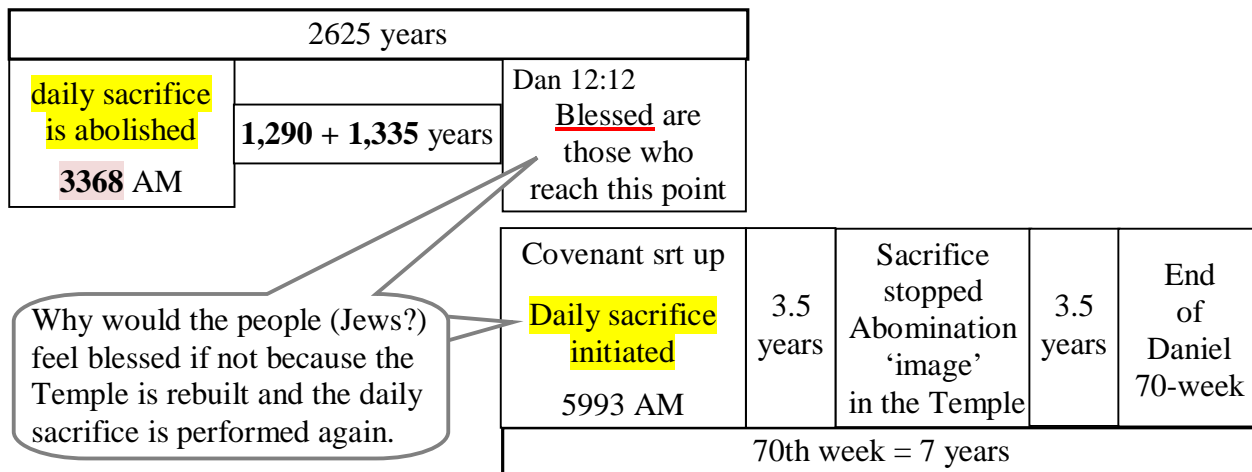 2625 years
daily sacrifice
is abolished
3368 AM
1,290 + 1,335 years
Dan 12:12
Blessed are
those who
reach this point
Why would the people (Jews?)
feel blessed if not because the
Temple is rebuilt and the daily
sacrifice is performed again.
Covenant srt up
Daily sacrifice
initiated
5993 AM
3.5
years
Sacrifice
stopped
Abomination
‘image’
in the Temple
3.5
years
End
of
Daniel
70-week
70th week = 7 years